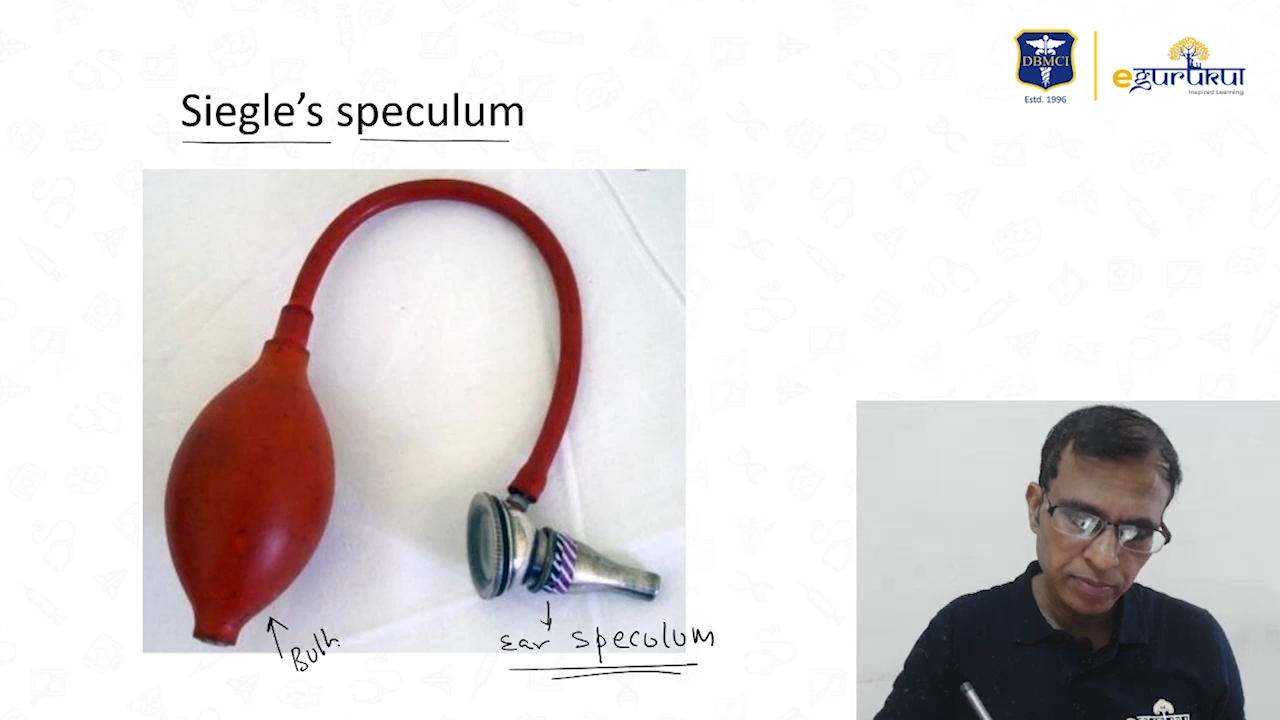 DBMCI
Estd. 1996
egurukul
Inspired Learning
Siegle's speculum
Bulb
Ear speculum